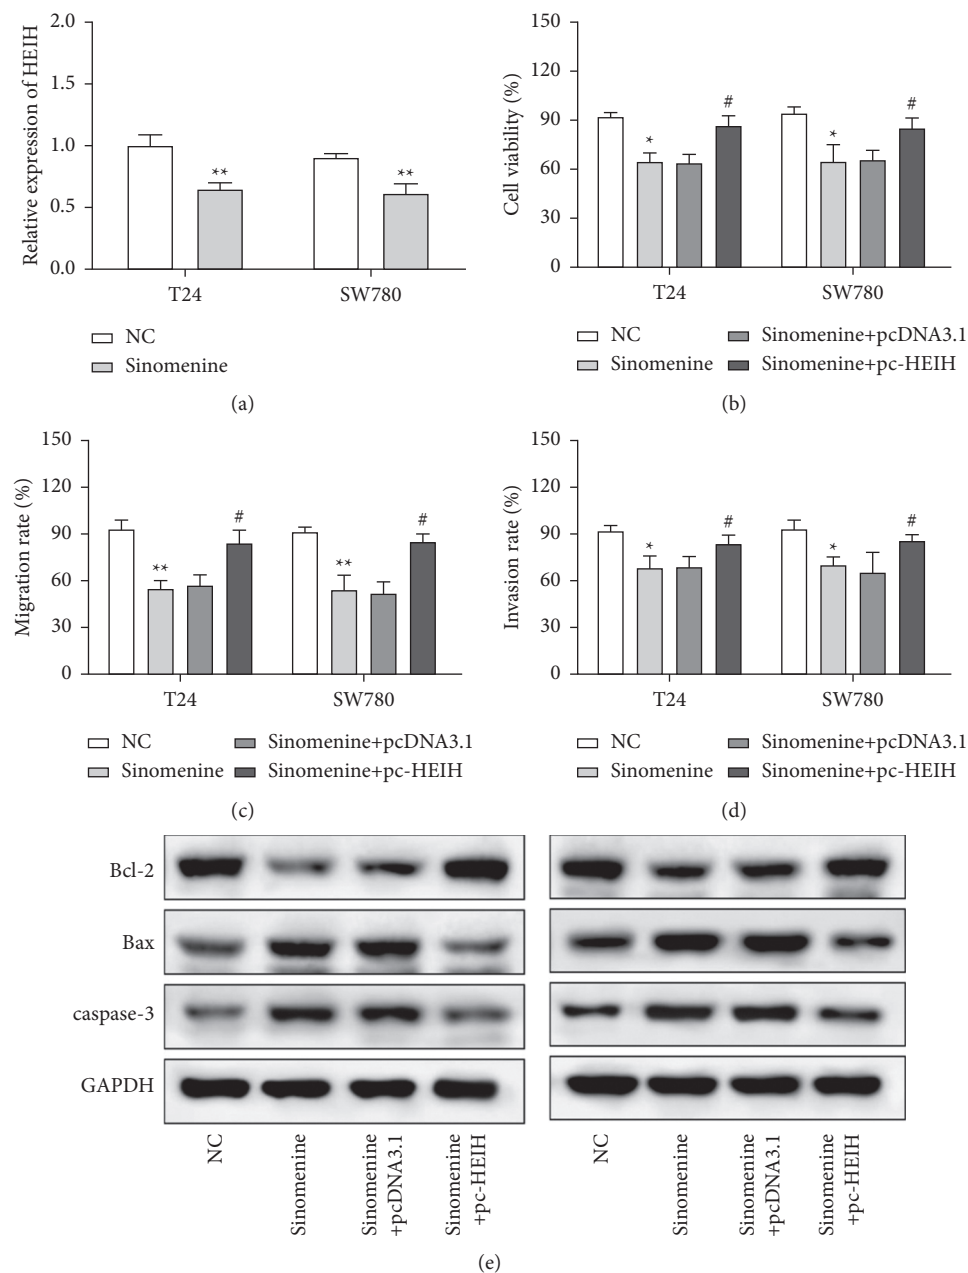 Relative expression of HEIH
2.0
1.5
1.0
0.5
0.0
**
**
T24
SW780
NC
Sinomenine
(a)
Cell viability (%)
150
120
90
60
30
0
*
#
*
#
T24
SW780
NC
Sinomenine+pcDNA3.1
Sinomenine
Sinomenine+pc-HEIH
(b)
Migration rate (%)
150
120
90
60
30
0
**
#
**
#
T24
SW780
NC
Sinomenine+pcDNA3.1
Sinomenine
Sinomenine+pc-HEIH
(c)
Invasion rate (%)
150
120
90
60
30
0
*
#
*
#
T24
SW780
NC
Sinomenine+pcDNA3.1
Sinomenine
Sinomenine+pc-HEIH
(d)
Bcl-2
Bax
caspase-3
GAPDH
NC
Sinomenine
Sinomenine
+pcDNA3.1
Sinomenine
+pc-HEIH
NC
Sinomenine
Sinomenine
+pcDNA3.1
Sinomenine
+pc-HEIH
(e)